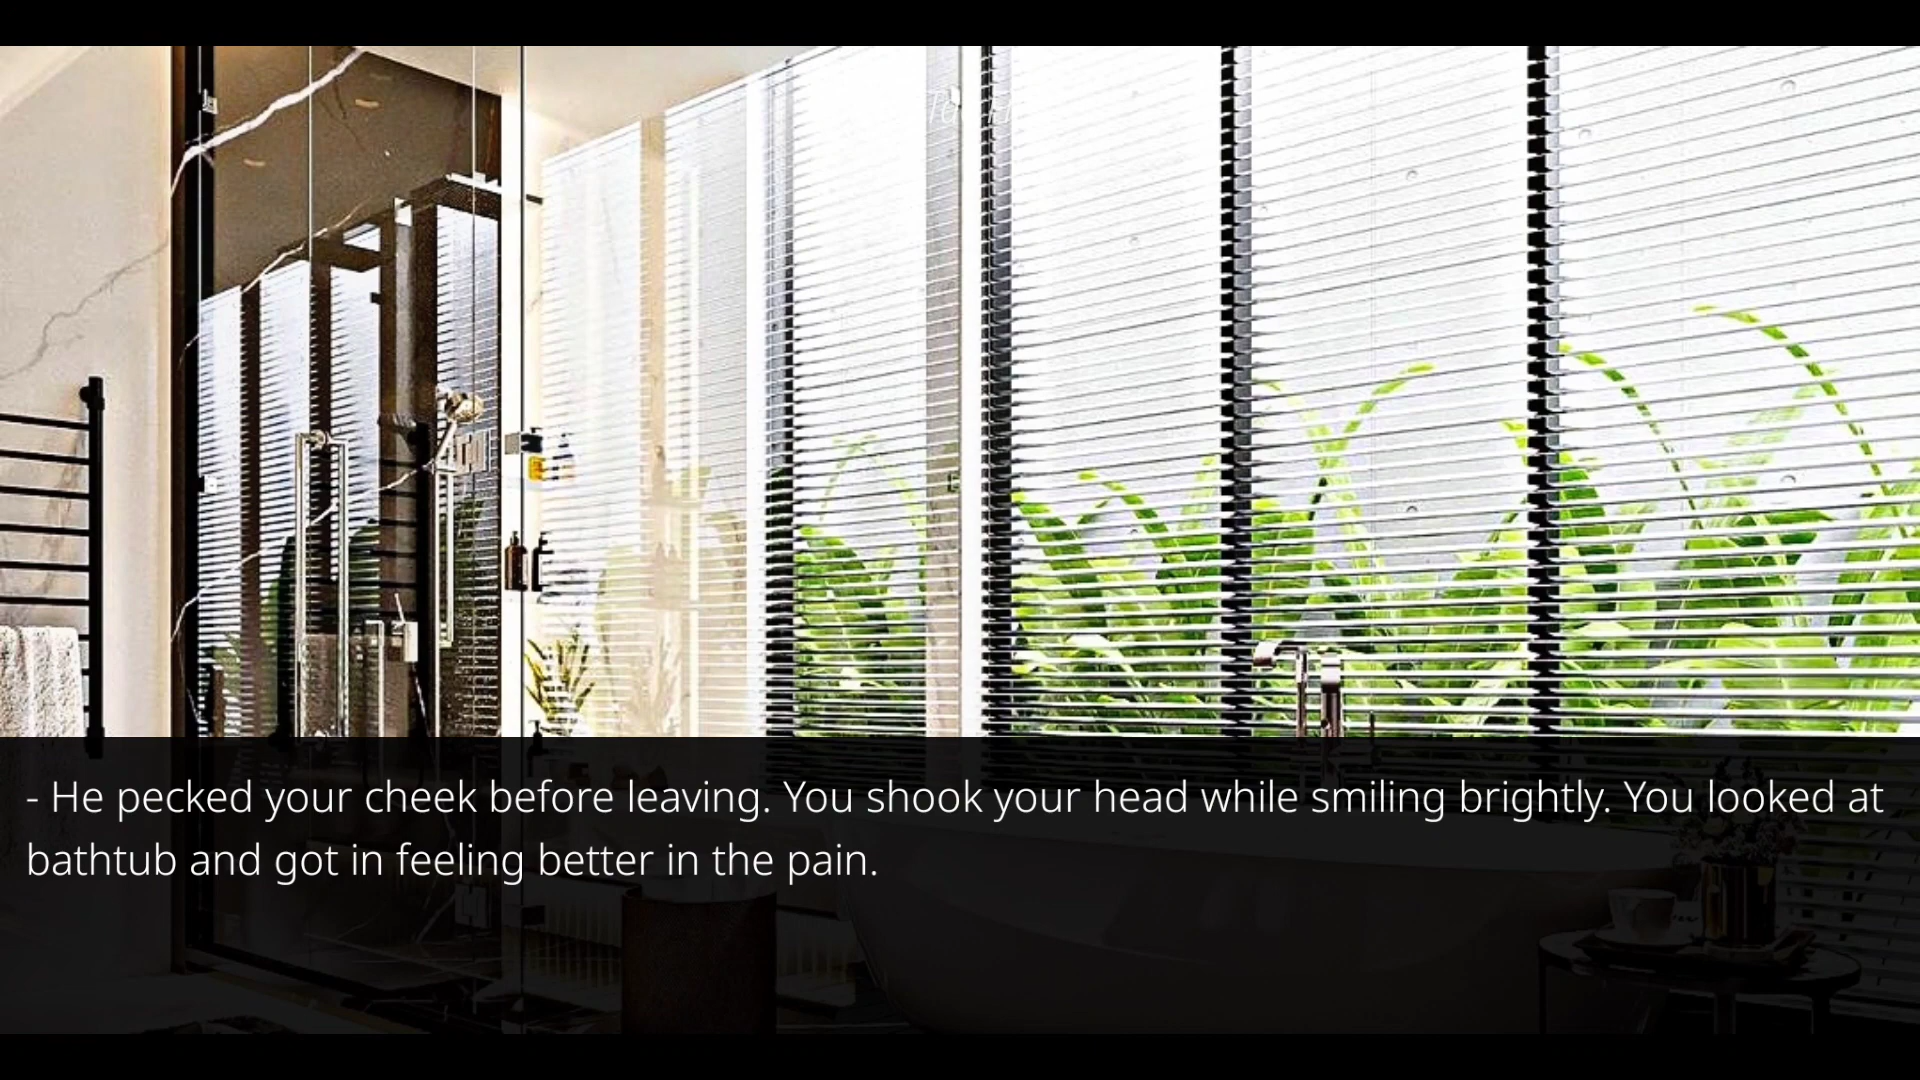 - He pecked your cheek before leaving. You shook your head while smiling brightly. You looked at
bathtub and got in feeling better in the pain.